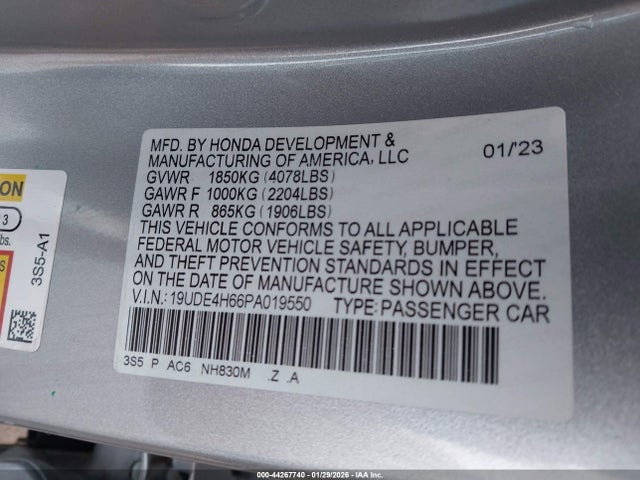 MFD. BY HONDA DEVELOPMENT &
MANUFACTURING OF AMERICA, LLC 01/'23
GVWR 1850KG (4078LBS)
GAWR F 1000KG (2204LBS)
GAWR R 865KG (1906LBS)
THIS VEHICLE CONFORMS TO ALL APPLICABLE
FEDERAL MOTOR VEHICLE SAFETY, BUMPER,
AND THEFT PREVENTION STANDARDS IN EFFECT
ON THE DATE OF MANUFACTURE SHOWN ABOVE.
V.I.N.: 19UDE4H66PA019550 TYPE: PASSENGER CAR
3S5 P AC6 NH830M .Z .A
ON
3
bs.
S
3S5-A1
000-44267740 - 01/29/2026 - IAA Inc.